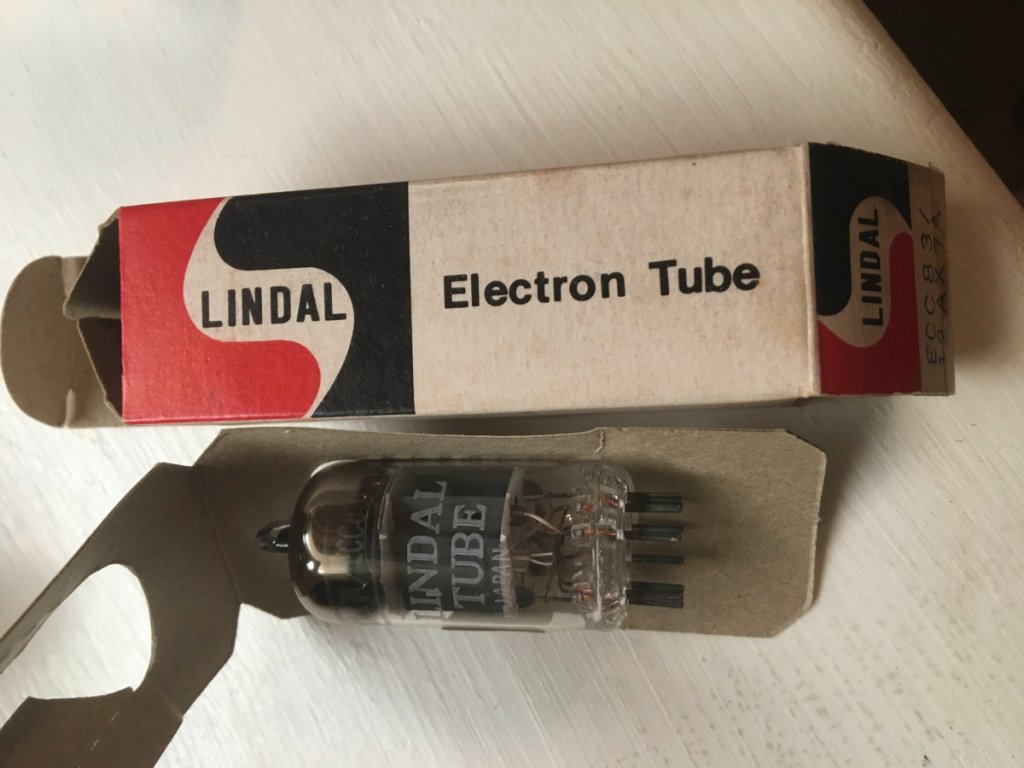 LINDAL
Electron Tube
LINDAL
ECC83/
12AX7A
LINDAL
TUBE
JAPAN